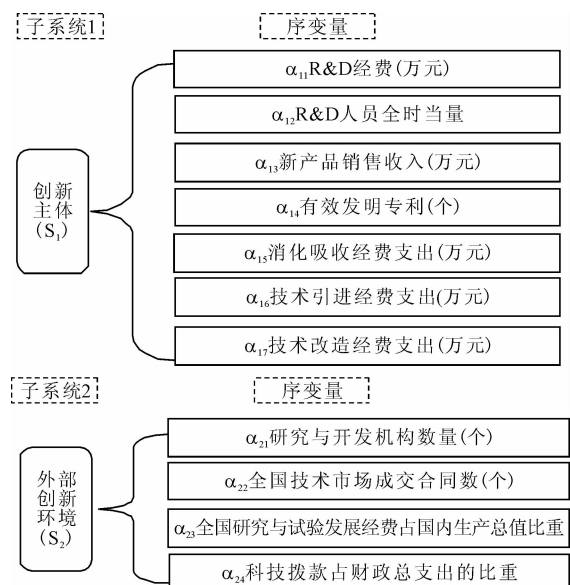 子系统1 序变量
α₁₁R&D经费(万元)
α₁₂R&D人员全时当量
α₁₃新产品销售收入(万元)
α₁₄有效发明专利(个)
α₁₅消化吸收经费支出(万元)
α₁₆技术引进经费支出(万元)
α₁₇技术改造经费支出(万元)
创新
主体
(S₁)
子系统2 序变量
α₂₁研究与开发机构数量(个)
α₂₂全国技术市场成交合同数(个)
α₂₃全国研究与试验发展经费占国内生产总值比重
α₂₄科技拨款占财政总支出的比重
外部
创新
环境
(S₂)